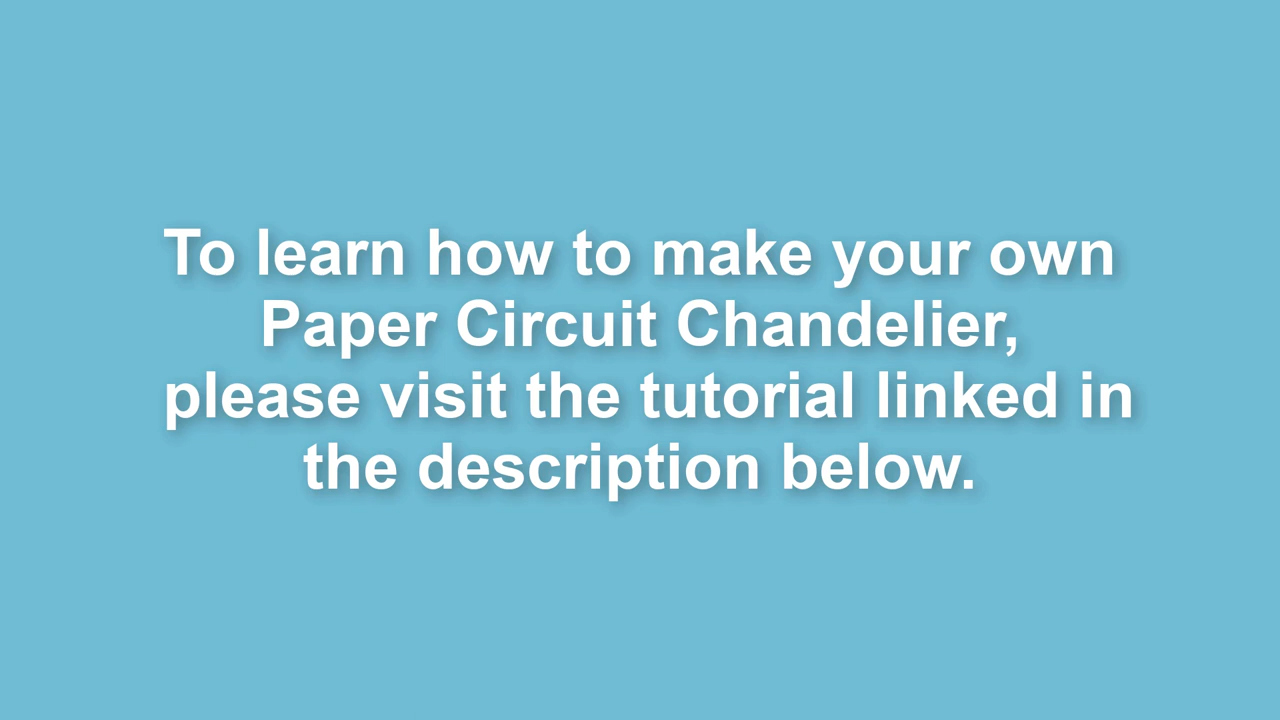 To learn how to make your own
Paper Circuit Chandelier,
please visit the tutorial linked in
the description below.